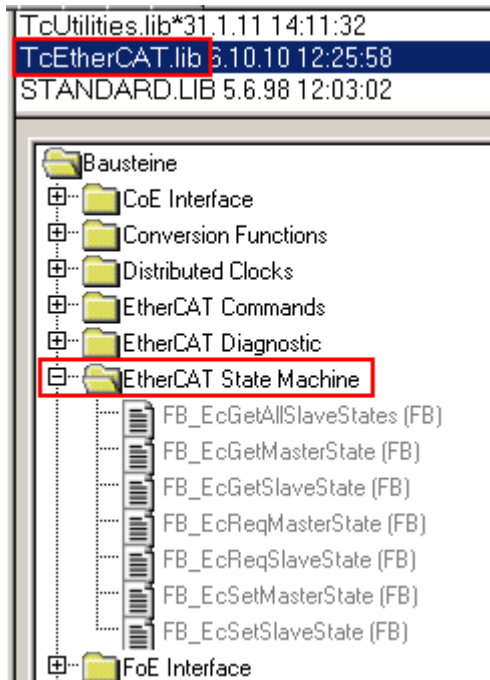 TcUtilities.lib*31.1.11 14:11:32
TcEtherCAT.lib 6.10.10 12:25:58
STANDARD.LIB 5.6.98 12:03:02
Bausteine
CoE Interface
Conversion Functions
Distributed Clocks
EtherCAT Commands
EtherCAT Diagnostic
EtherCAT State Machine
FB_EcGetAllSlaveStates (FB)
FB_EcGetMasterState (FB)
FB_EcGetSlaveState (FB)
FB_EcReqMasterState (FB)
FB_EcReqSlaveState (FB)
FB_EcSetMasterState (FB)
FB_EcSetSlaveState (FB)
FoE Interface